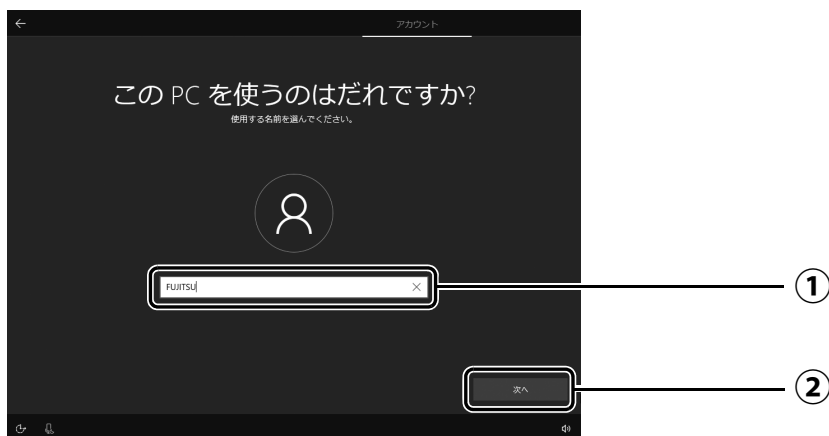 アカウント
この PC を使うのはだれですか?
使用する名前を選んでください。
FUJITSU
①
次へ
②